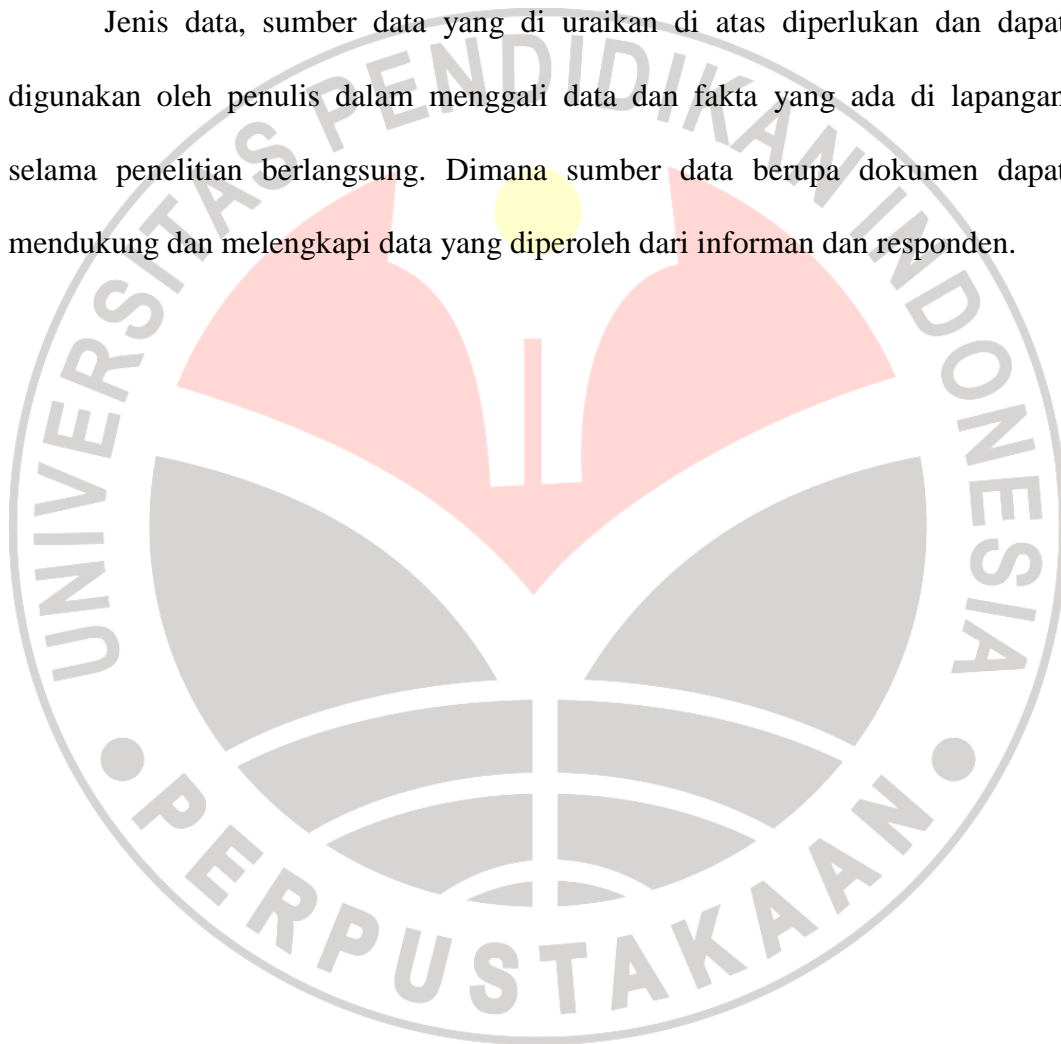 Jenis data, sumber data yang di uraikan di atas diperlukan dan dapat
digunakan oleh penulis dalam menggali data dan fakta yang ada di lapangan
selama penelitian berlangsung. Dimana sumber data berupa dokumen dapat
mendukung dan melengkapi data yang diperoleh dari informan dan responden.
UNIVERSITAS PENDIDIKAN INDONESIA
PERPUSTAKAAN